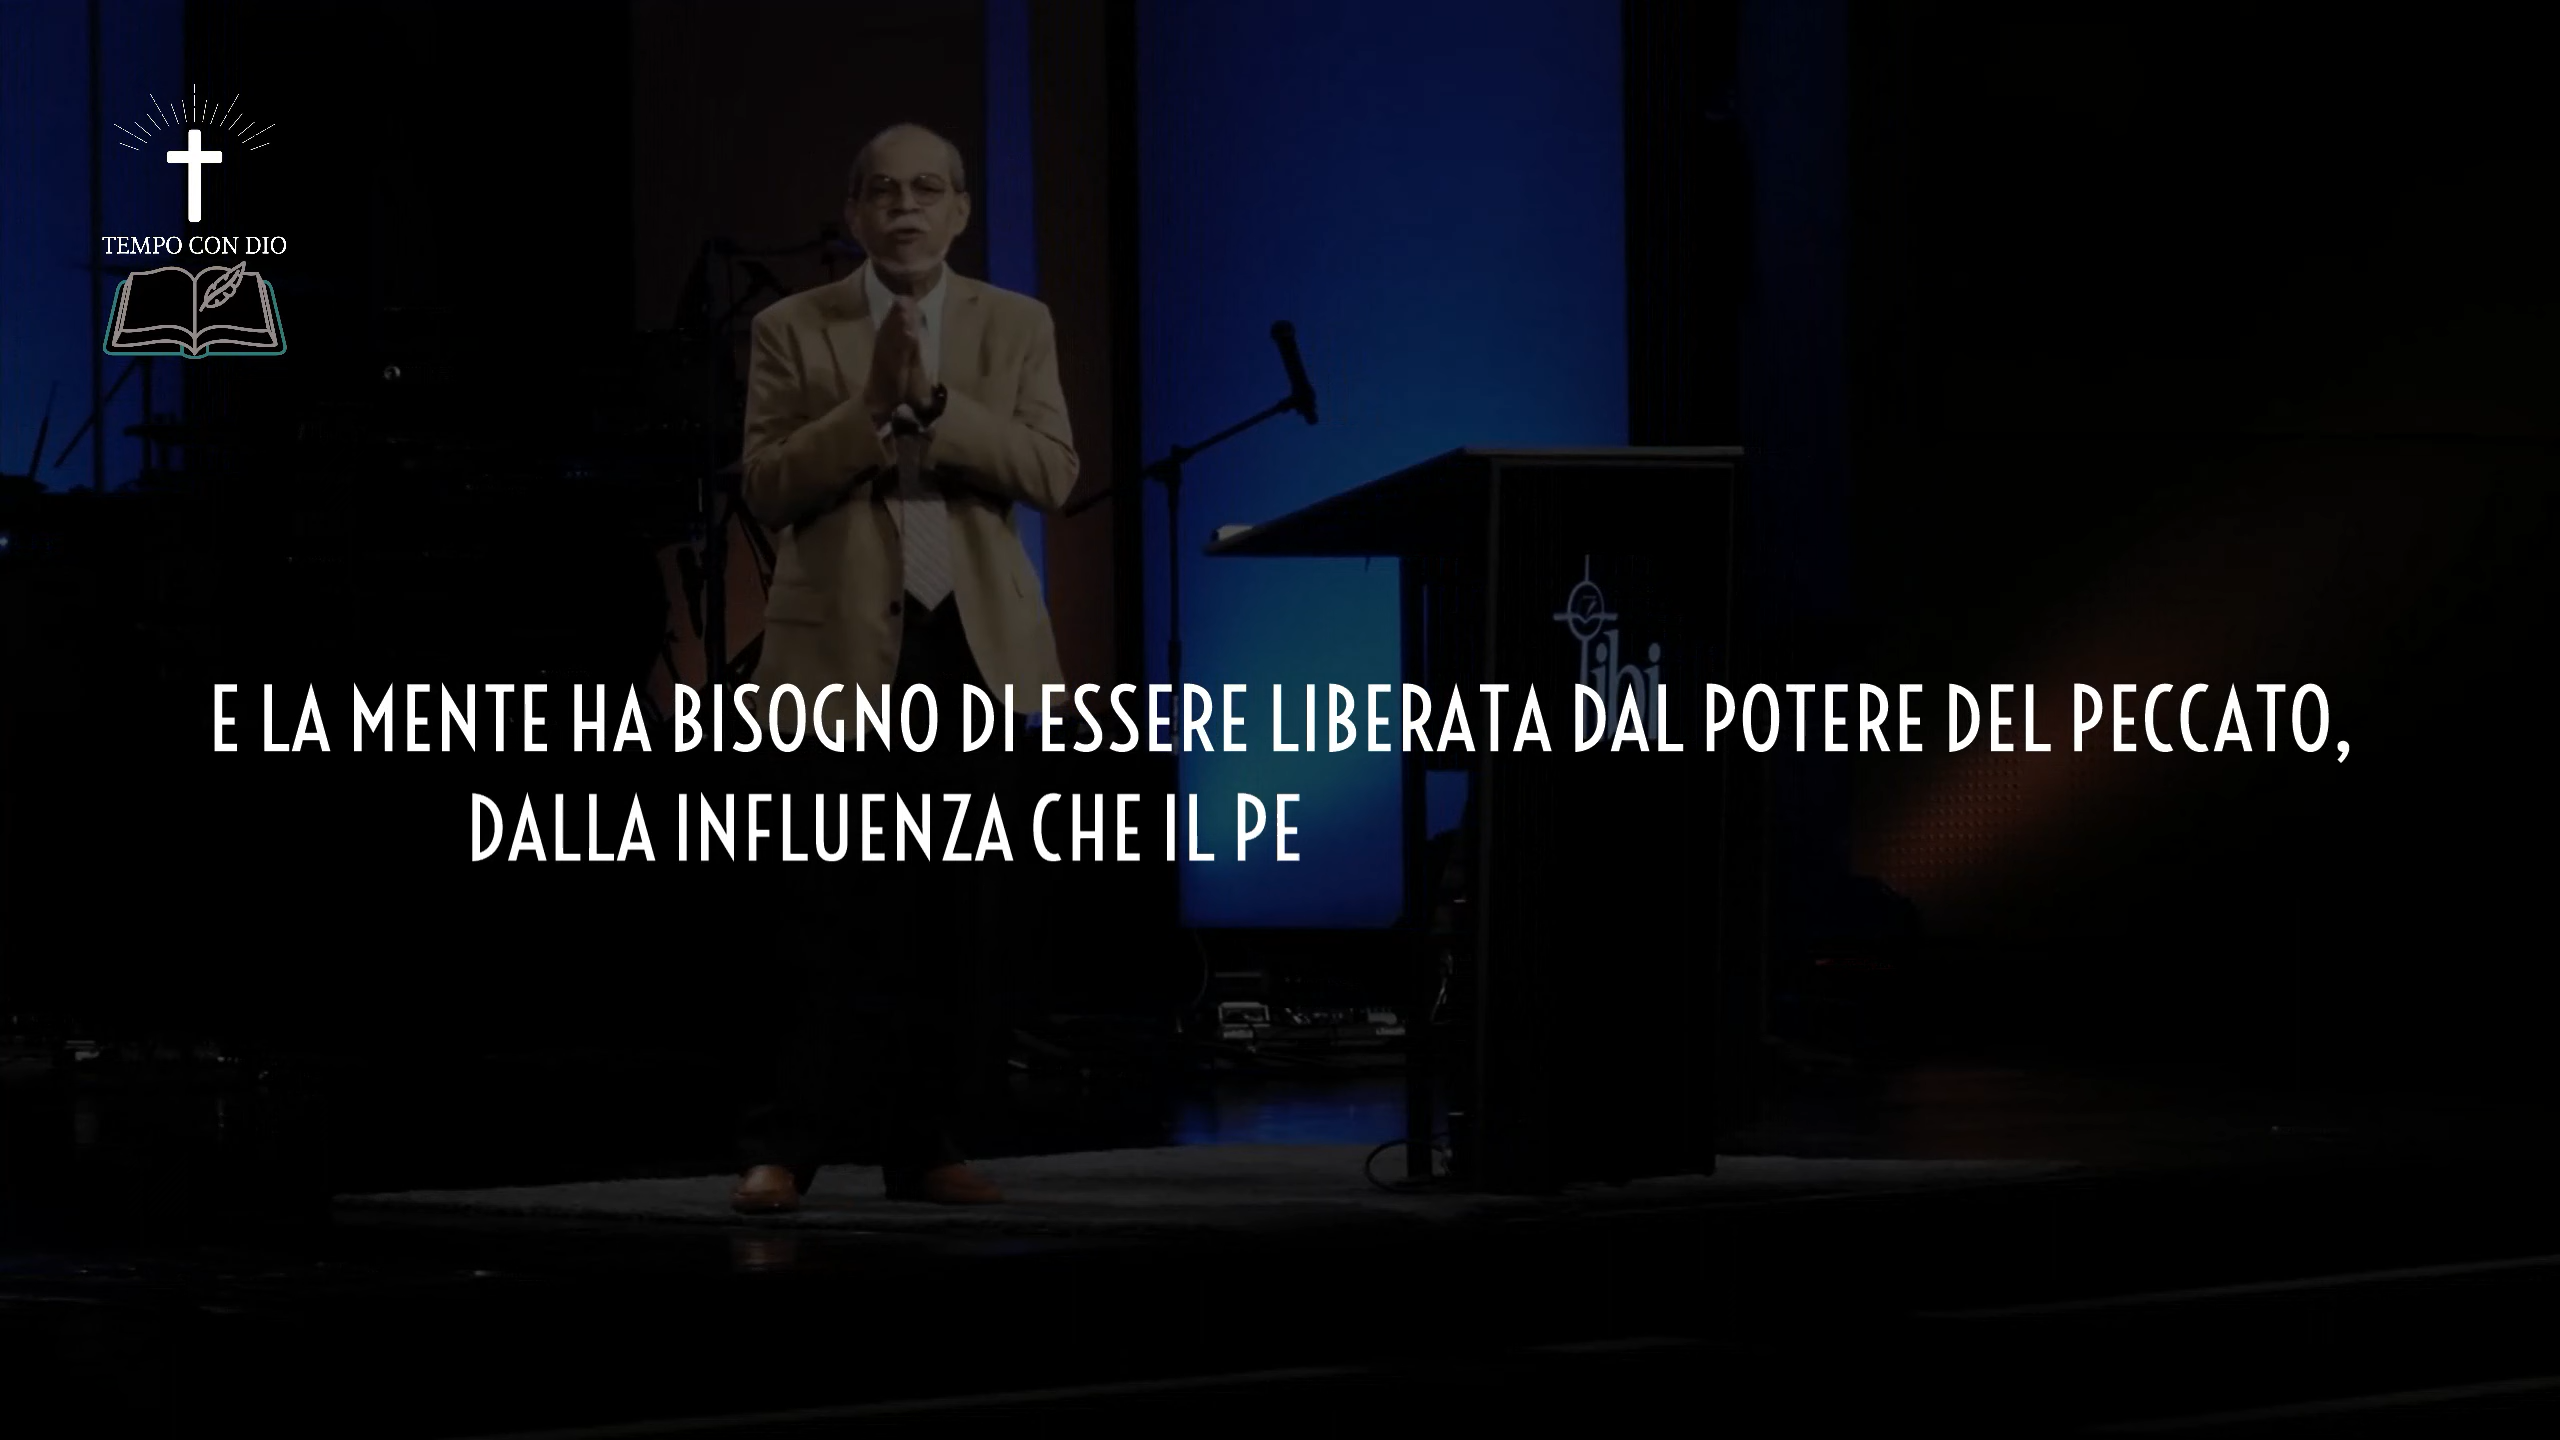 TEMPO CON DIO
ibi
E LA MENTE HA BISOGNO DI ESSERE LIBERATA DAL POTERE DEL PECCATO,
DALLA INFLUENZA CHE IL PE